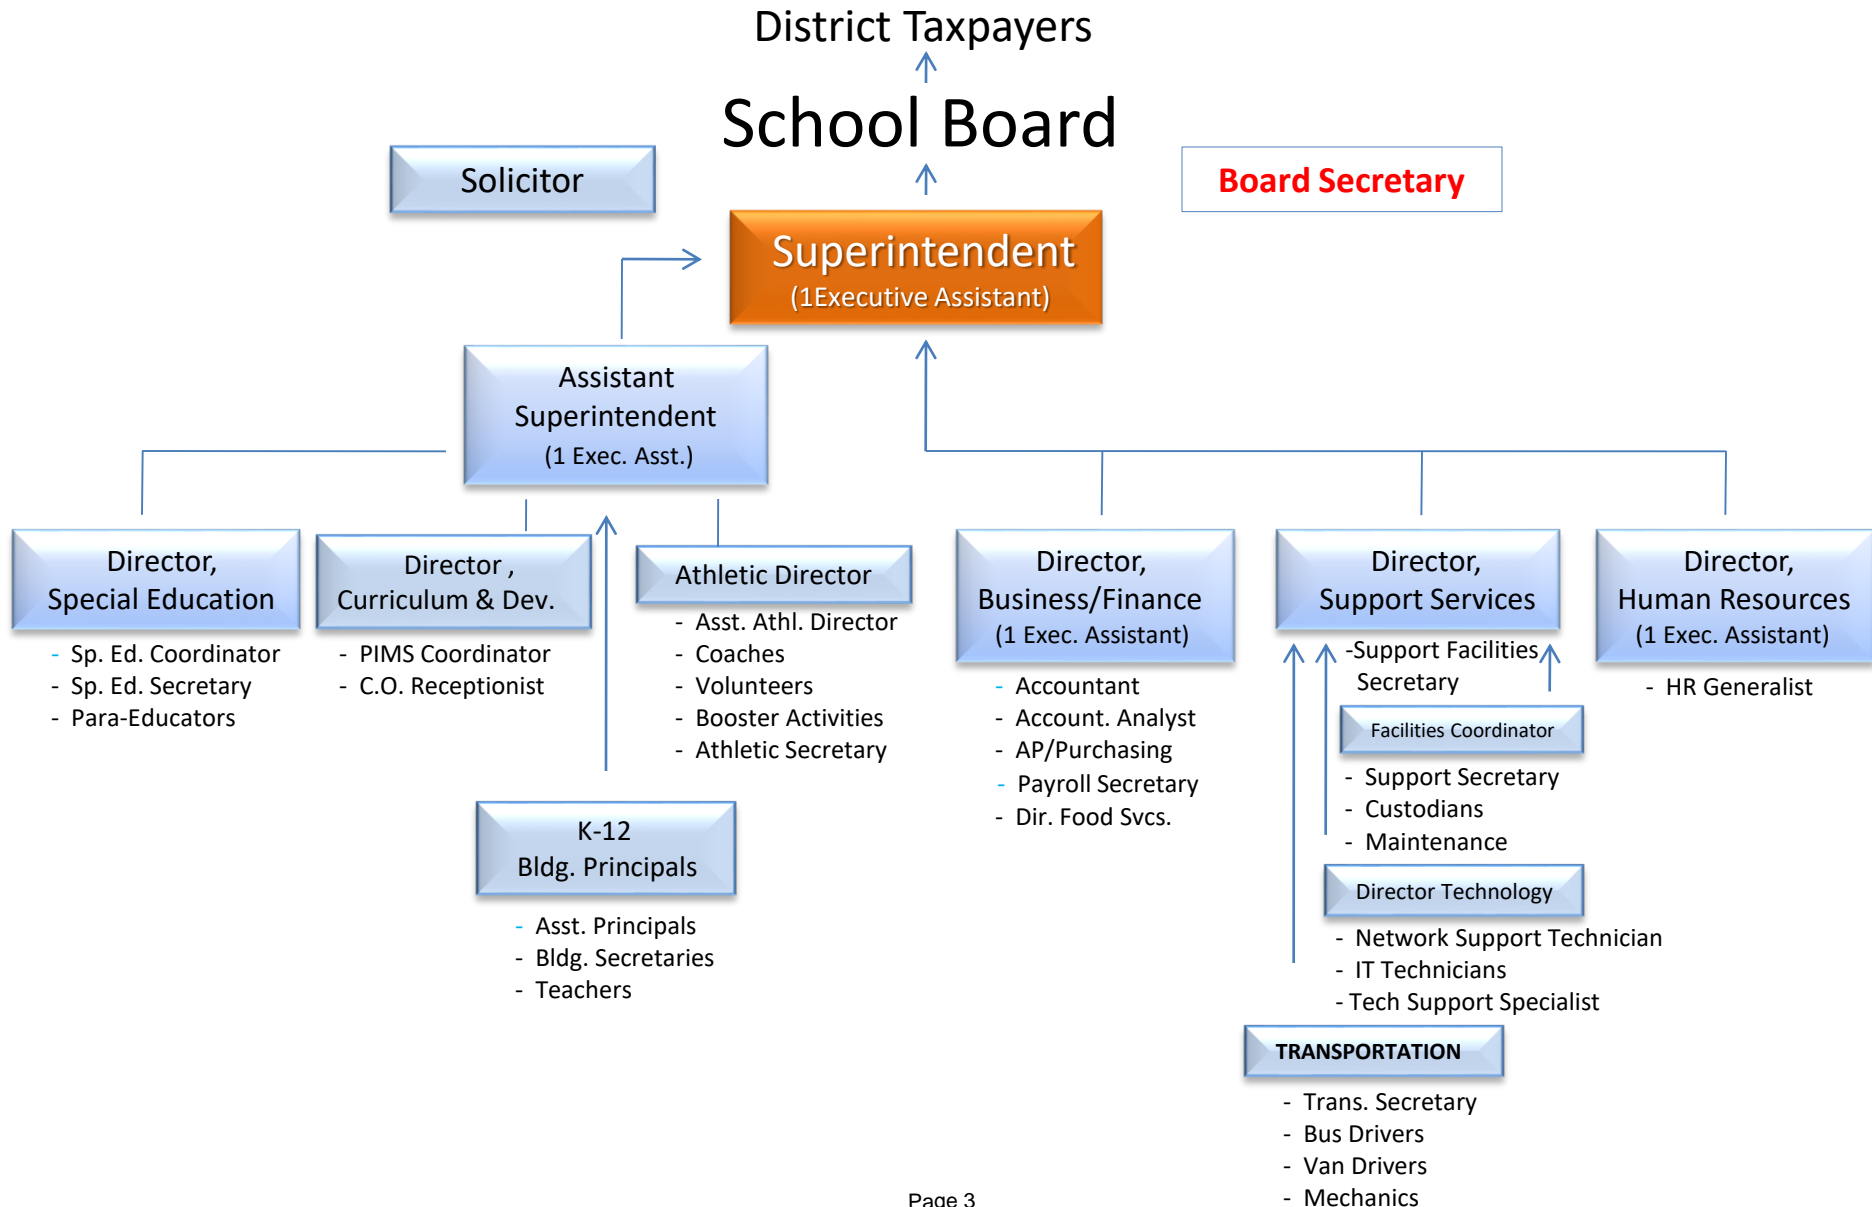 District Taxpayers
School Board
Solicitor
Board Secretary
Superintendent
(1Executive Assistant)
Assistant
Superintendent
(1 Exec. Asst.)
Director,
Special Education
- Sp. Ed. Coordinator
- Sp. Ed. Secretary
- Para-Educators
Director ,
Curriculum & Dev.
- PIMS Coordinator
- C.O. Receptionist
Athletic Director
- Asst. Athl. Director
- Coaches
- Volunteers
- Booster Activities
- Athletic Secretary
K-12
Bldg. Principals
- Asst. Principals
- Bldg. Secretaries
- Teachers
Director,
Business/Finance
(1 Exec. Assistant)
- Accountant
- Account. Analyst
- AP/Purchasing
- Payroll Secretary
- Dir. Food Svcs.
Director,
Support Services
-Support Facilities
Secretary
Facilities Coordinator
- Support Secretary
- Custodians
- Maintenance
Director Technology
- Network Support Technician
- IT Technicians
- Tech Support Specialist
TRANSPORTATION
- Trans. Secretary
- Bus Drivers
- Van Drivers
- Mechanics
Director,
Human Resources
(1 Exec. Assistant)
- HR Generalist
Page 3